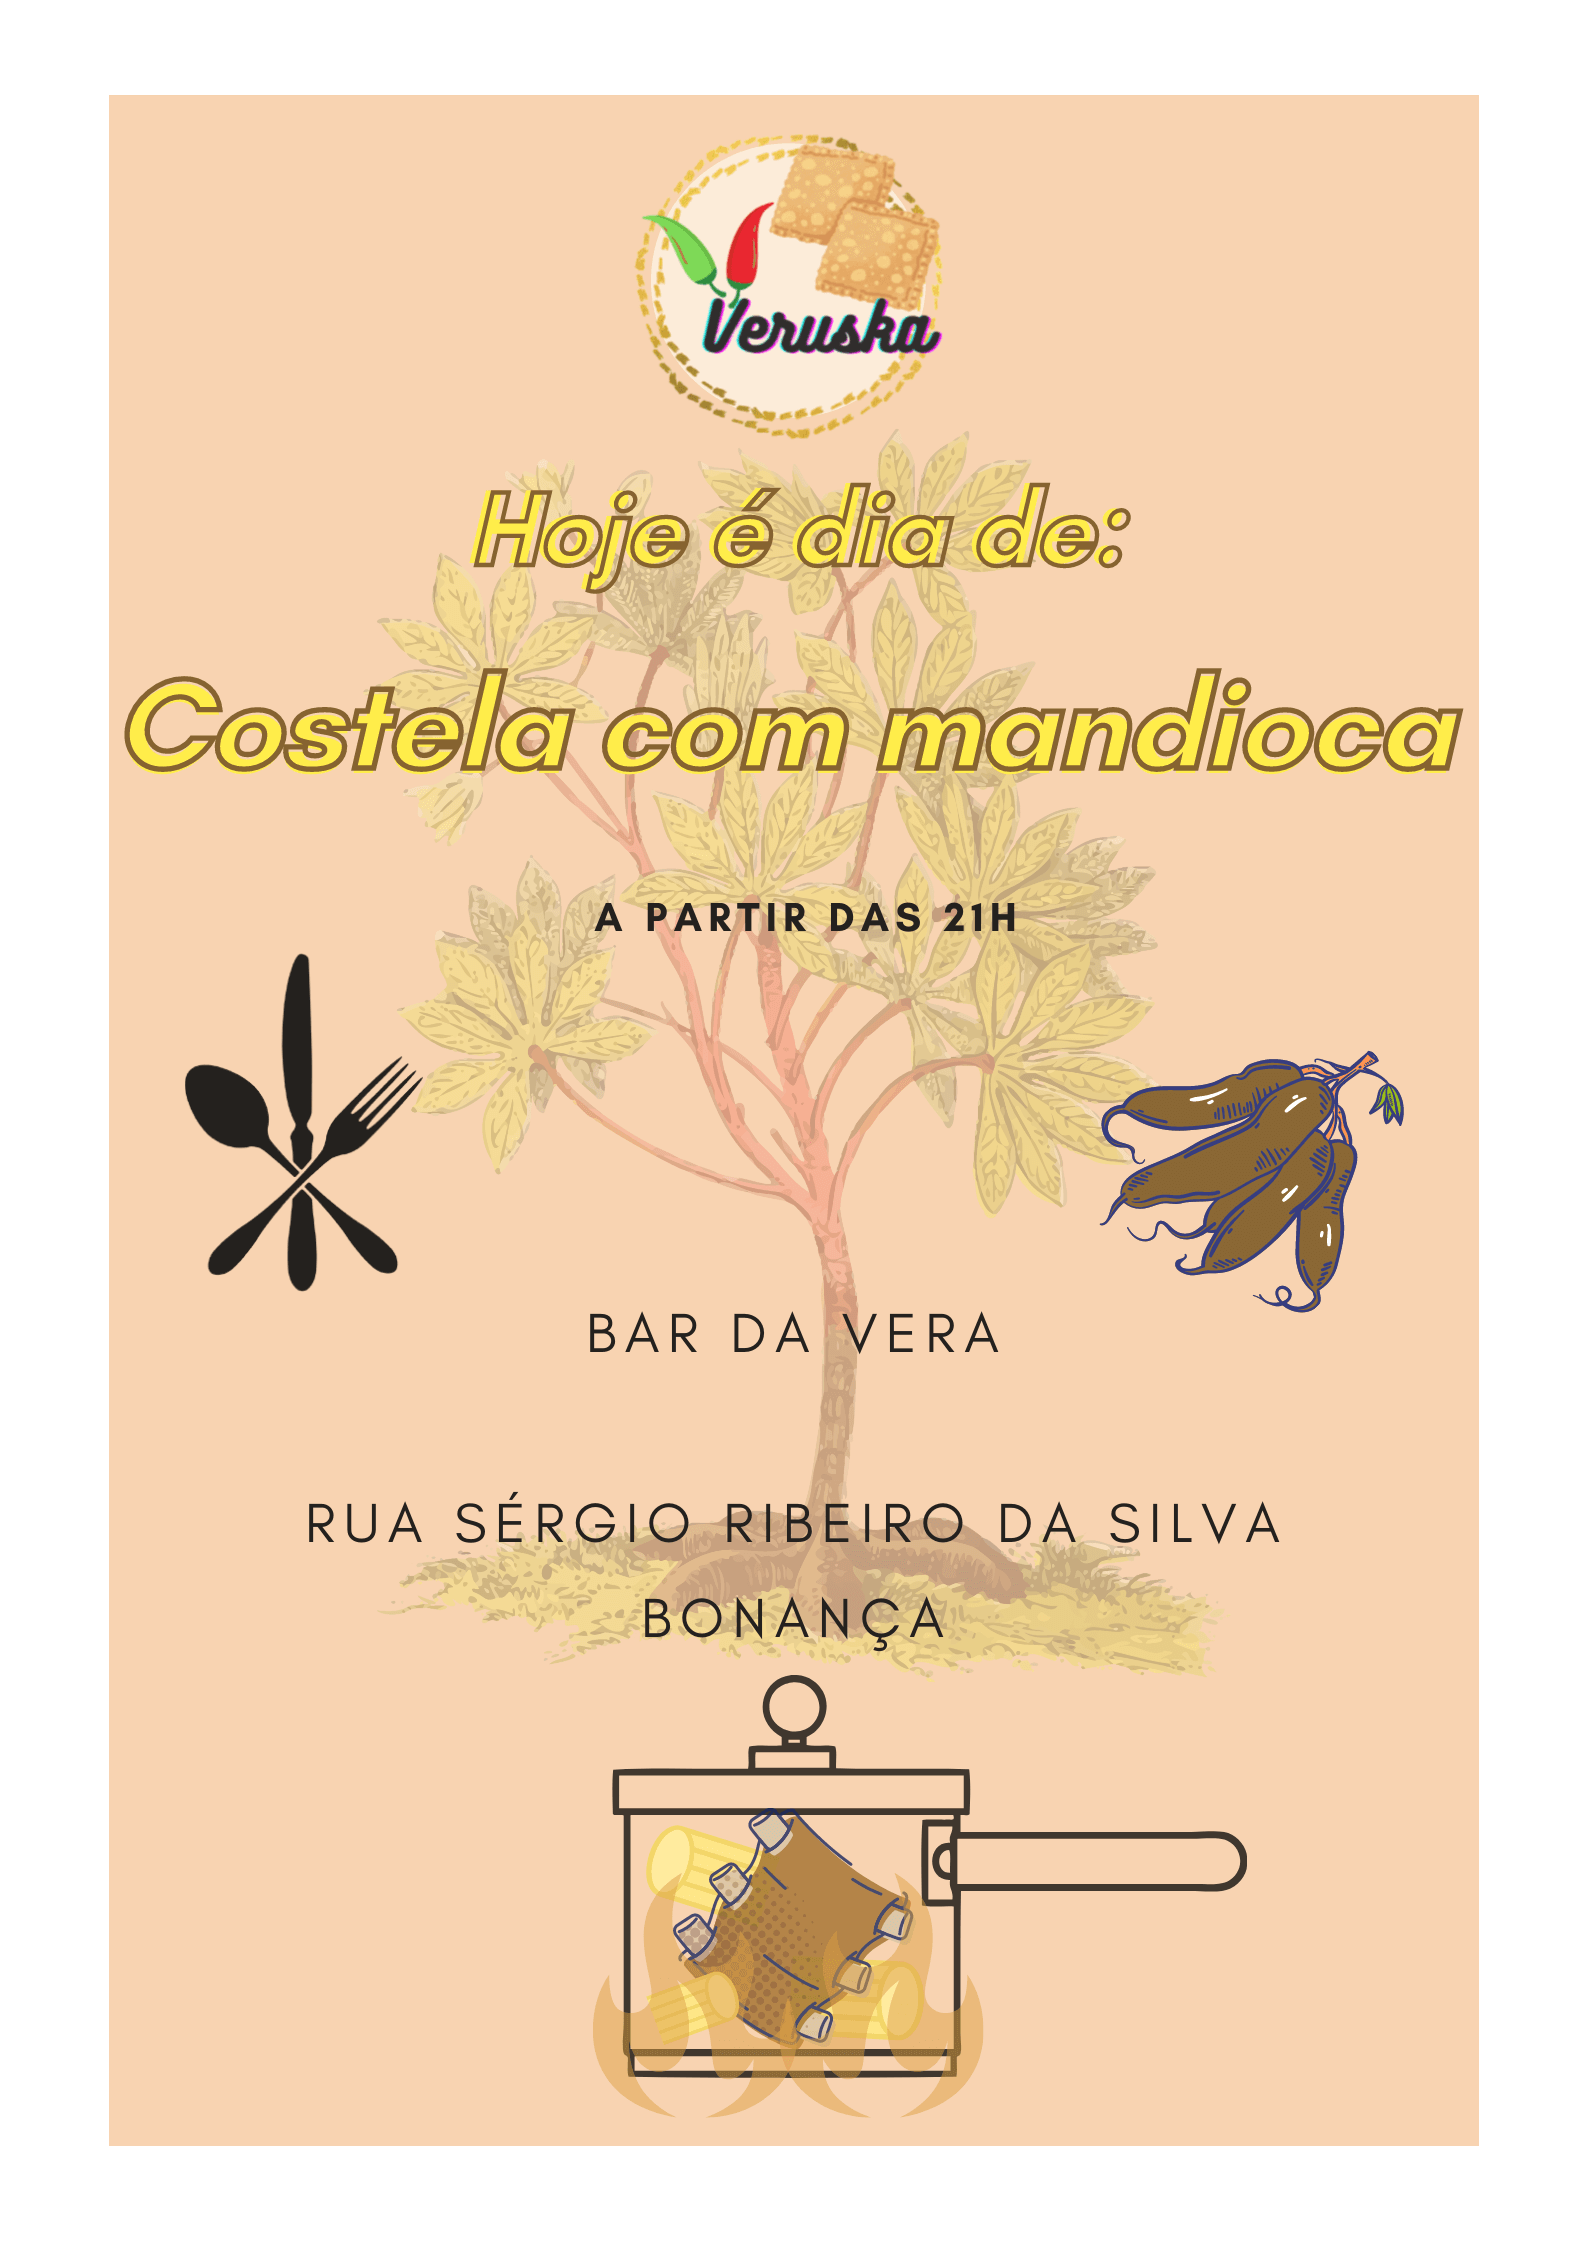 Veruska
Hoje é dia de:
Costela com mandioca
A PARTIR DAS 21H
BAR DA VERA
RUA SÉRGIO RIBEIRO DA SILVA
BONANÇA